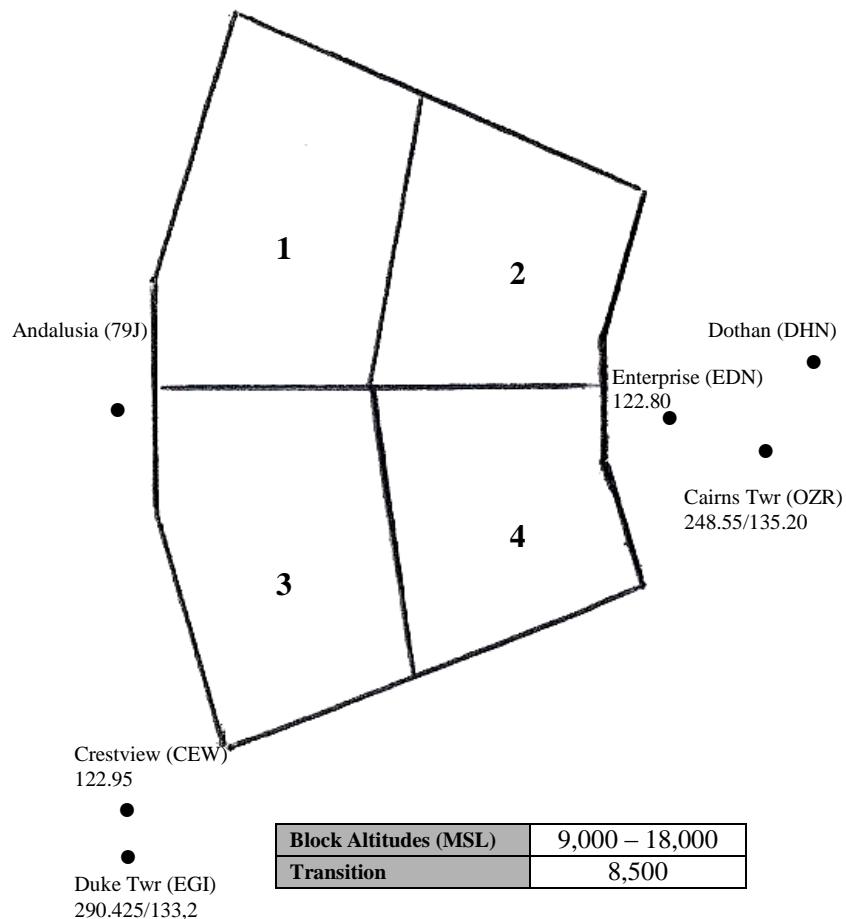 1
2
Andalusia (79J)
Dothan (DHN)
Enterprise (EDN)
122.80
Cairns Twr (OZR)
248.55/135.20
4
3
Crestview (CEW)
122.95
Block Altitudes (MSL) 9,000 – 18,000
Transition 8,500
Duke Twr (EGI)
290.425/133,2